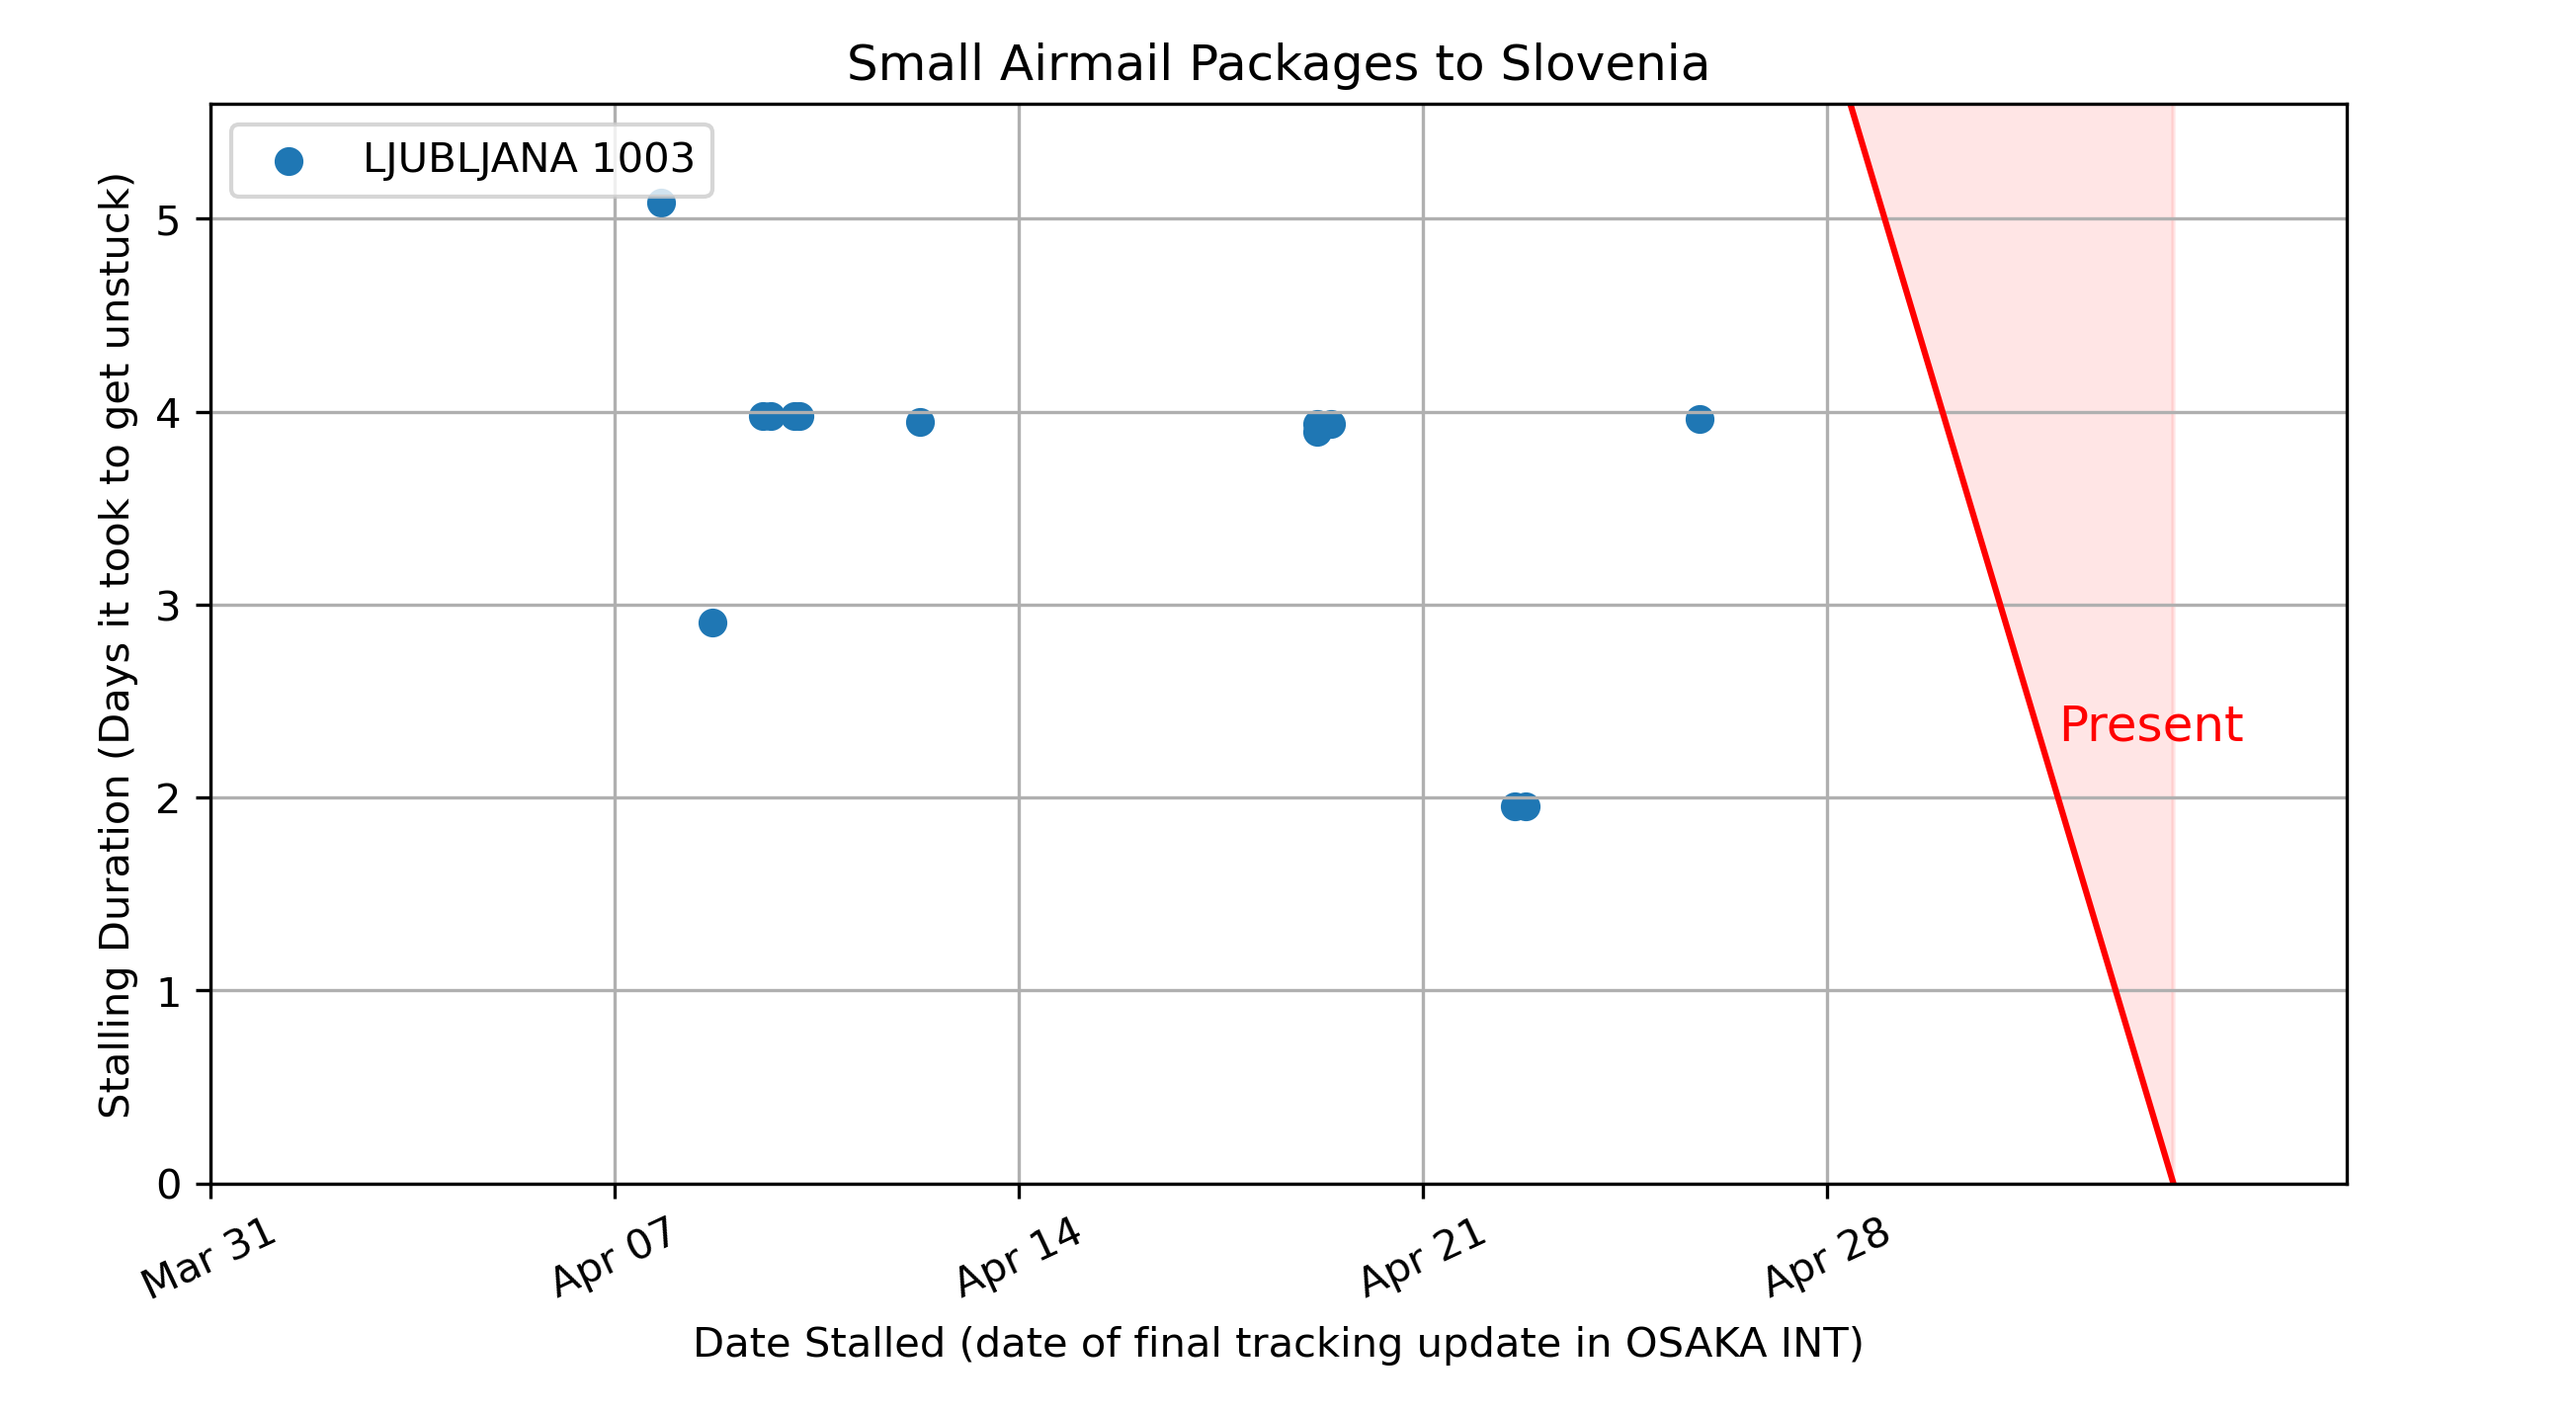 Small Airmail Packages to Slovenia
LJUBLJANA 1003
Stalling Duration (Days it took to get unstuck)
5
4
3
2
1
0
Present
Mar 31
Apr 07
Apr 14
Apr 21
Apr 28
Date Stalled (date of final tracking update in OSAKA INT)